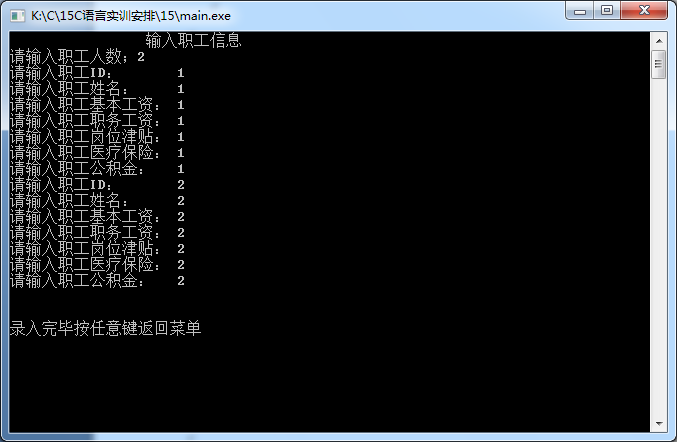 K:\C\15C语言实训安排\15\main.exe
输入职工信息
请输入职工人数；2
请输入职工ID： 1
请输入职工姓名： 1
请输入职工基本工资： 1
请输入职工职务工资： 1
请输入职工岗位津贴： 1
请输入职工医疗保险： 1
请输入职工公积金： 1
请输入职工ID： 2
请输入职工姓名： 2
请输入职工基本工资： 2
请输入职工职务工资： 2
请输入职工岗位津贴： 2
请输入职工医疗保险： 2
请输入职工公积金： 2
录入完毕按任意键返回菜单